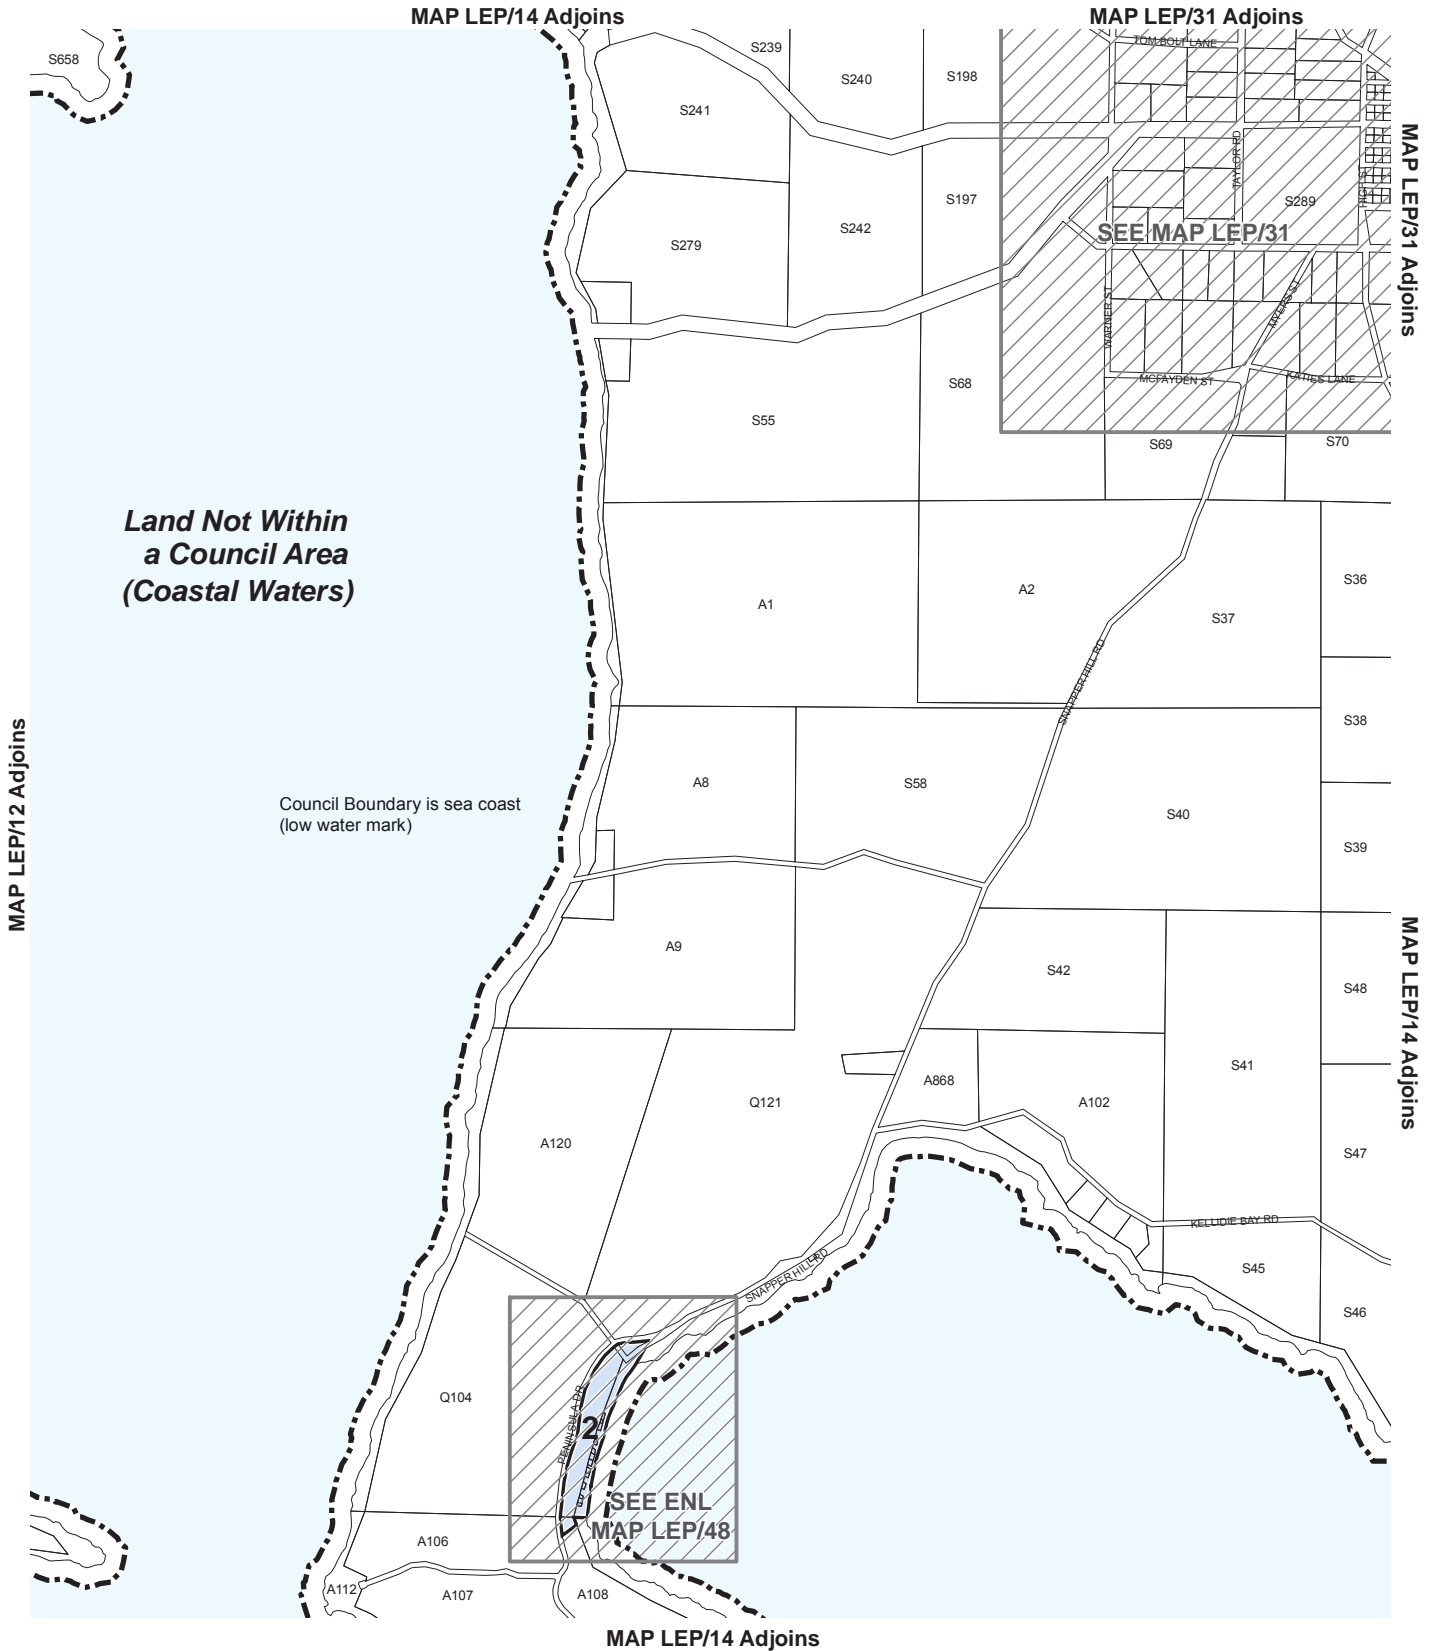 MAP LEP/14 Adjoins
MAP LEP/31 Adjoins
S658
S239
S240
S198
TOM BOLT LANE
S241
MAP LEP/31 Adjoins
TAYLOR RD
HIGH ST
S197
S289
S242
S279
SEE MAP LEP/31
WARNER ST
MYERS ST
MCFAYDEN ST
KATIES LANE
S68
S55
S69
S70
Land Not Within
a Council Area
(Coastal Waters)
S36
A1
A2
S37
SNAPPER HILL RD
S38
MAP LEP/12 Adjoins
A8
S58
Council Boundary is sea coast
(low water mark)
S40
S39
A9
S42
S48
MAP LEP/14 Adjoins
S41
A868
Q121
A102
A120
S47
KELLIDIE BAY RD
S45
SNAPPER HILL RD
S46
Q104
PENINSULA DR
2
SEE ENL
MAP LEP/48
A106
A112
A107
A108
MAP LEP/14 Adjoins